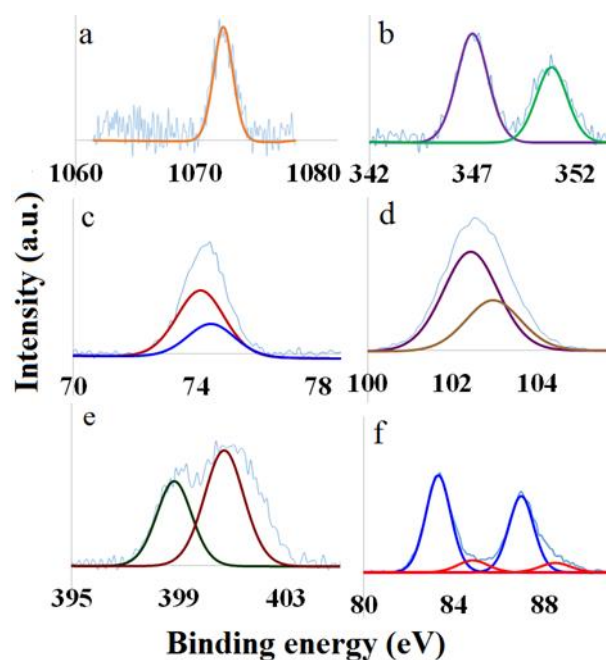 a
b
1060 1070 1080
342 347 352
c
d
70 74 78
100 102 104
e
f
395 399 403
80 84 88
Intensity (a.u.)
Binding energy (eV)